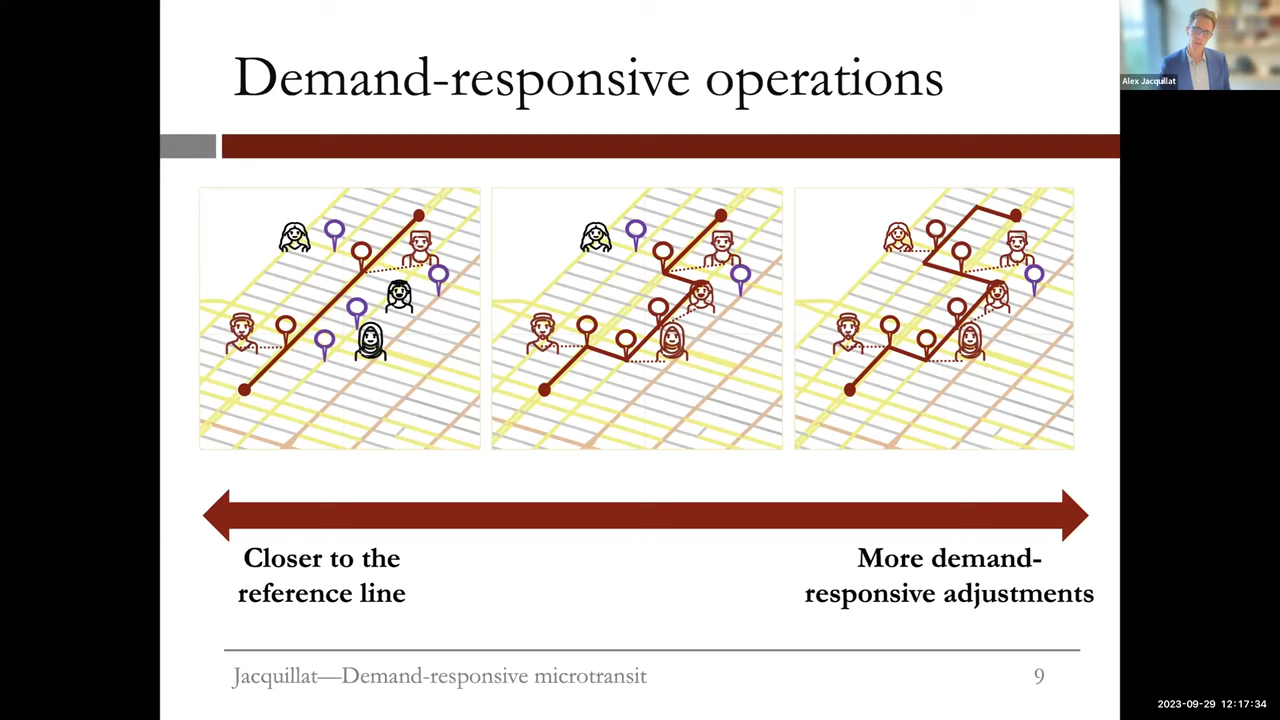 Demand-responsive operations
Alex Jacquillat
Closer to the
reference line
More demand-
responsive adjustments
Jacquillat—Demand-responsive microtransit
9
2023-09-29 12:17:34